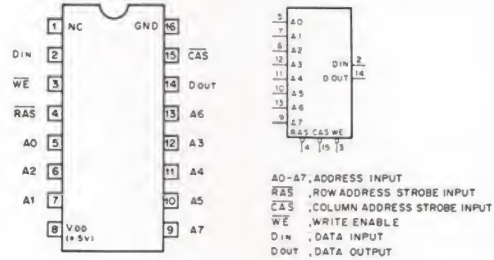 1 NC GND 16
DIN 2 15 CAS
WE 3 14 DOUT
RAS 4 13 A6
A0 5 12 A3
A2 6 11 A4
A1 7 10 A5
8 VDD (+5V) 9 A7
5 A0
7 A1
6 A2
12 A3 DIN 2
11 A4 DOUT 14
10 A5
13 A6
9 A7
RAS CAS WE
4 15 3
A0-A7, ADDRESS INPUT
RAS , ROW ADDRESS STROBE INPUT
CAS , COLUMN ADDRESS STROBE INPUT
WE , WRITE ENABLE
DIN , DATA INPUT
DOUT , DATA OUTPUT